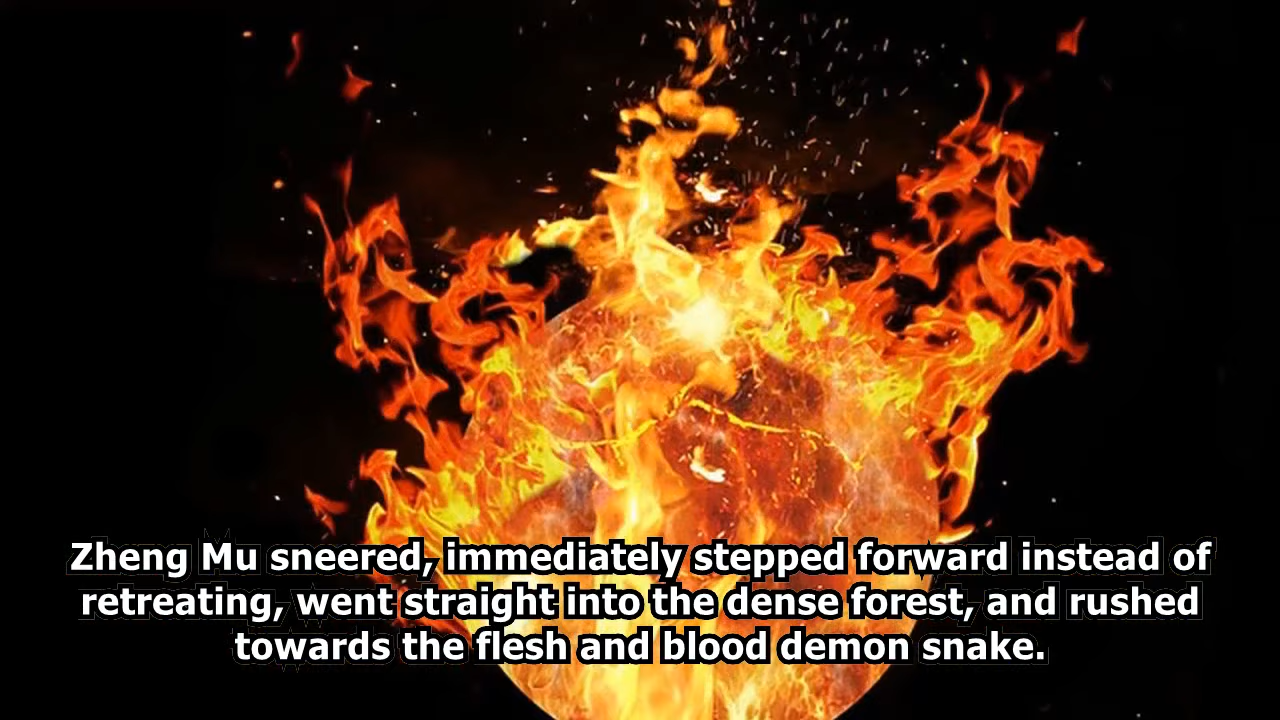 Zheng Mu sneered, immediately stepped forward instead of
retreating, went straight into the dense forest, and rushed
towards the flesh and blood demon snake.